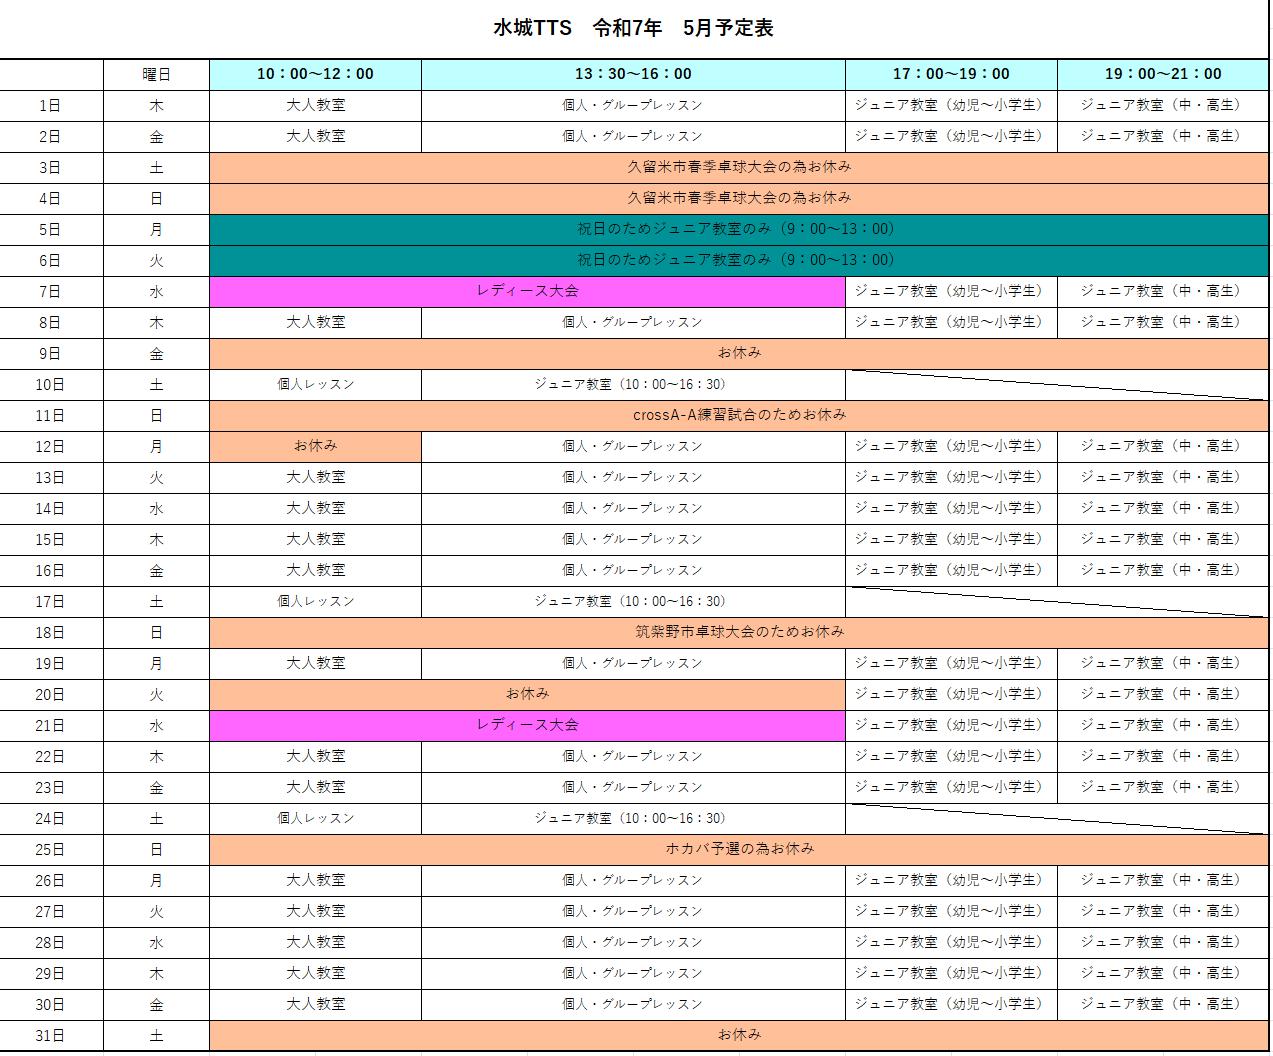 水城TTS　令和7年　5月予定表
曜日 10：00～12：00 13：30～16：00 17：00～19：00 19：00～21：00
1日 木 大人教室 個人・グループレッスン ジュニア教室（幼児～小学生） ジュニア教室（中・高生）
2日 金 大人教室 個人・グループレッスン ジュニア教室（幼児～小学生） ジュニア教室（中・高生）
3日 土 久留米市春季卓球大会の為お休み
4日 日 久留米市春季卓球大会の為お休み
5日 月 祝日のためジュニア教室のみ（9：00～13：00）
6日 火 祝日のためジュニア教室のみ（9：00～13：00）
7日 水 レディース大会 ジュニア教室（幼児～小学生） ジュニア教室（中・高生）
8日 木 大人教室 個人・グループレッスン ジュニア教室（幼児～小学生） ジュニア教室（中・高生）
9日 金 お休み
10日 土 個人レッスン ジュニア教室（10：00～16：30）
11日 日 crossA-A練習試合のためお休み
12日 月 お休み 個人・グループレッスン ジュニア教室（幼児～小学生） ジュニア教室（中・高生）
13日 火 大人教室 個人・グループレッスン ジュニア教室（幼児～小学生） ジュニア教室（中・高生）
14日 水 大人教室 個人・グループレッスン ジュニア教室（幼児～小学生） ジュニア教室（中・高生）
15日 木 大人教室 個人・グループレッスン ジュニア教室（幼児～小学生） ジュニア教室（中・高生）
16日 金 大人教室 個人・グループレッスン ジュニア教室（幼児～小学生） ジュニア教室（中・高生）
17日 土 個人レッスン ジュニア教室（10：00～16：30）
18日 日 筑紫野市卓球大会のためお休み
19日 月 大人教室 個人・グループレッスン ジュニア教室（幼児～小学生） ジュニア教室（中・高生）
20日 火 お休み ジュニア教室（幼児～小学生） ジュニア教室（中・高生）
21日 水 レディース大会 ジュニア教室（幼児～小学生） ジュニア教室（中・高生）
22日 木 大人教室 個人・グループレッスン ジュニア教室（幼児～小学生） ジュニア教室（中・高生）
23日 金 大人教室 個人・グループレッスン ジュニア教室（幼児～小学生） ジュニア教室（中・高生）
24日 土 個人レッスン ジュニア教室（10：00～16：30）
25日 日 ホカバ予選の為お休み
26日 月 大人教室 個人・グループレッスン ジュニア教室（幼児～小学生） ジュニア教室（中・高生）
27日 火 大人教室 個人・グループレッスン ジュニア教室（幼児～小学生） ジュニア教室（中・高生）
28日 水 大人教室 個人・グループレッスン ジュニア教室（幼児～小学生） ジュニア教室（中・高生）
29日 木 大人教室 個人・グループレッスン ジュニア教室（幼児～小学生） ジュニア教室（中・高生）
30日 金 大人教室 個人・グループレッスン ジュニア教室（幼児～小学生） ジュニア教室（中・高生）
31日 土 お休み